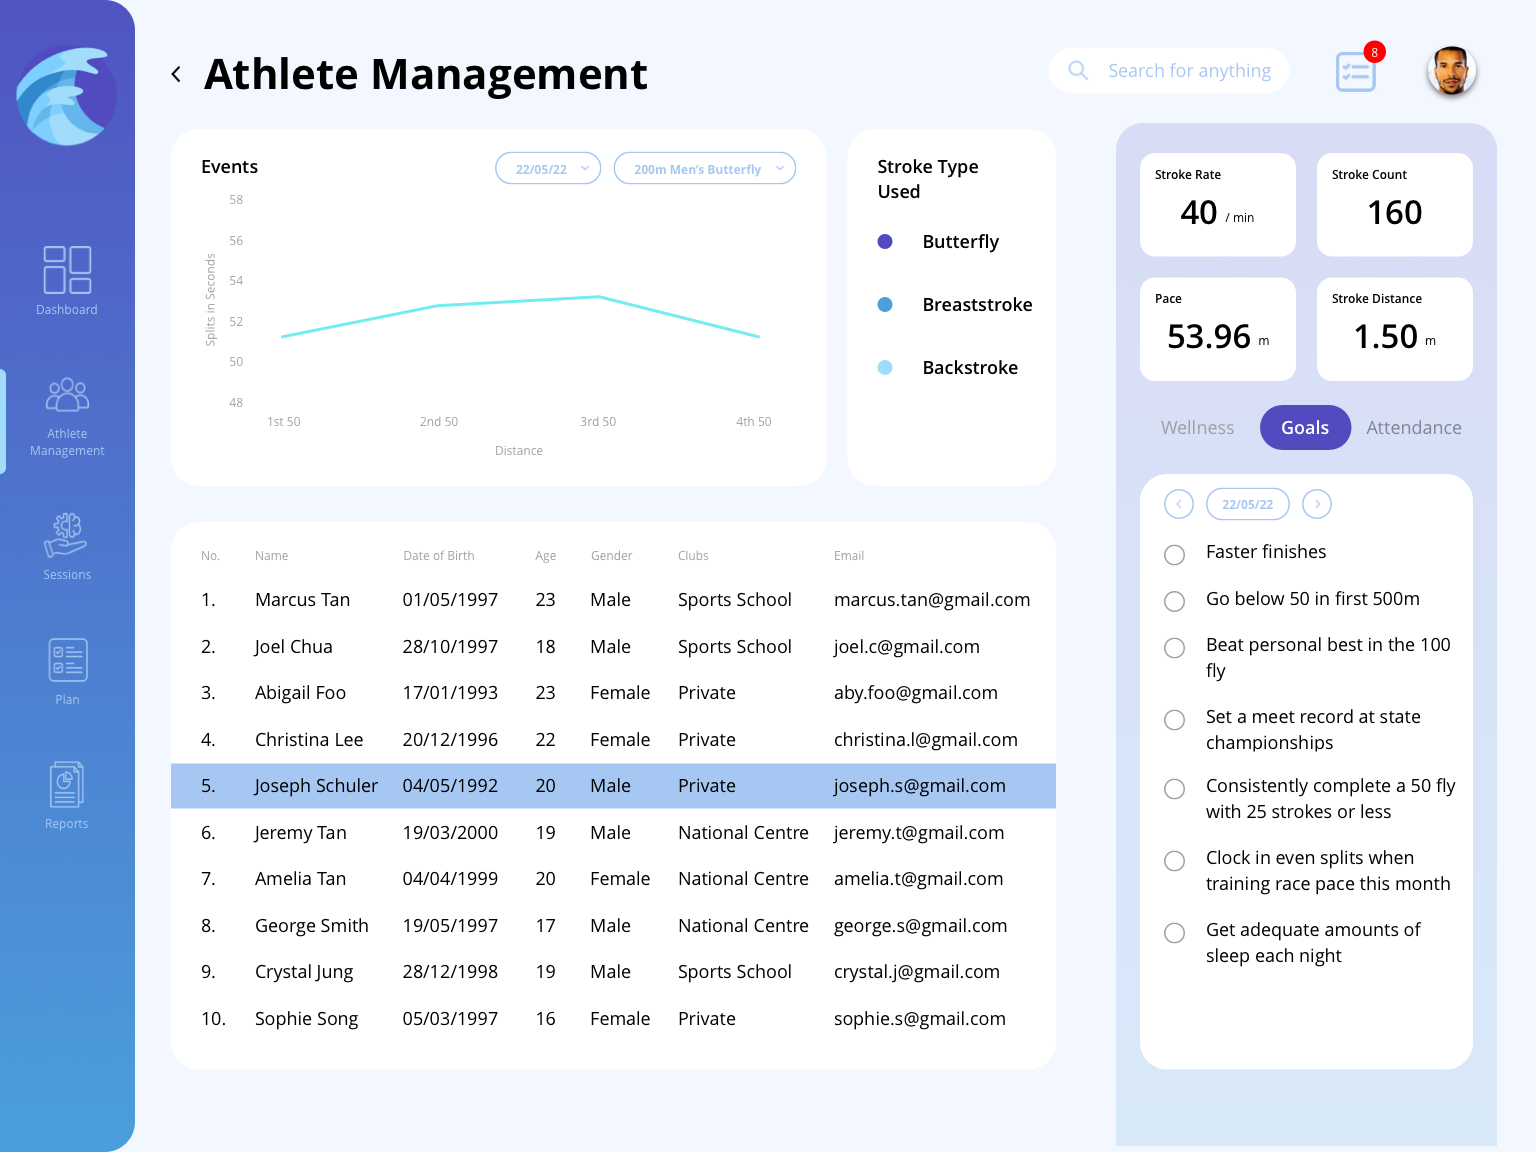 Athlete Management
Search for anything
8
Dashboard
Athlete
Management
Sessions
Plan
Reports
Events
22/05/22
200m Men's Butterfly
58
56
54
52
50
48
Splits in Seconds
1st 50
2nd 50
3rd 50
4th 50
Distance
Stroke Type
Used
Butterfly
Breaststroke
Backstroke
No. Name Date of Birth Age Gender Clubs Email
1. Marcus Tan 01/05/1997 23 Male Sports School marcus.tan@gmail.com
2. Joel Chua 28/10/1997 18 Male Sports School joel.c@gmail.com
3. Abigail Foo 17/01/1993 23 Female Private aby.foo@gmail.com
4. Christina Lee 20/12/1996 22 Female Private christina.l@gmail.com
5. Joseph Schuler 04/05/1992 20 Male Private joseph.s@gmail.com
6. Jeremy Tan 19/03/2000 19 Male National Centre jeremy.t@gmail.com
7. Amelia Tan 04/04/1999 20 Female National Centre amelia.t@gmail.com
8. George Smith 19/05/1997 17 Male National Centre george.s@gmail.com
9. Crystal Jung 28/12/1998 19 Male Sports School crystal.j@gmail.com
10. Sophie Song 05/03/1997 16 Female Private sophie.s@gmail.com
Stroke Rate
40 / min
Stroke Count
160
Pace
53.96 m
Stroke Distance
1.50 m
Wellness
Goals
Attendance
22/05/22
Faster finishes
Go below 50 in first 500m
Beat personal best in the 100
fly
Set a meet record at state
championships
Consistently complete a 50 fly
with 25 strokes or less
Clock in even splits when
training race pace this month
Get adequate amounts of
sleep each night